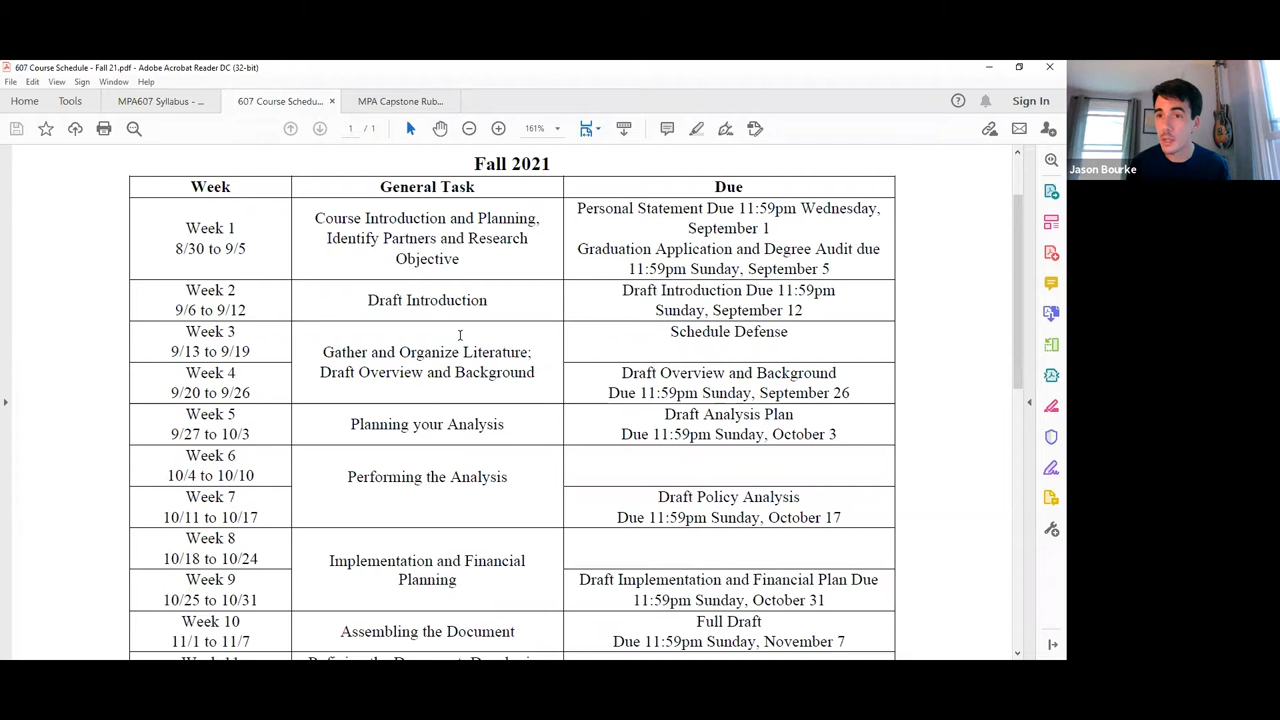 607 Course Schedule - Fall 21.pdf - Adobe Acrobat Reader DC (32-bit)
File Edit View Sign Window Help
Home Tools MPA607 Syllabus - ... 607 Course Schedu... × MPA Capstone Rub... Sign In
1 / 1 161%
Jason Bourke
Fall 2021
Week General Task Due
Week 1
8/30 to 9/5
Course Introduction and Planning,
Identify Partners and Research
Objective
Personal Statement Due 11:59pm Wednesday,
September 1
Graduation Application and Degree Audit due
11:59pm Sunday, September 5
Week 2
9/6 to 9/12
Draft Introduction
Draft Introduction Due 11:59pm
Sunday, September 12
Week 3
9/13 to 9/19
Gather and Organize Literature;
Draft Overview and Background
Schedule Defense
Week 4
9/20 to 9/26
Draft Overview and Background
Due 11:59pm Sunday, September 26
Week 5
9/27 to 10/3
Planning your Analysis
Draft Analysis Plan
Due 11:59pm Sunday, October 3
Week 6
10/4 to 10/10
Performing the Analysis
Week 7
10/11 to 10/17
Draft Policy Analysis
Due 11:59pm Sunday, October 17
Week 8
10/18 to 10/24
Implementation and Financial
Planning
Week 9
10/25 to 10/31
Draft Implementation and Financial Plan Due
11:59pm Sunday, October 31
Week 10
11/1 to 11/7
Assembling the Document
Full Draft
Due 11:59pm Sunday, November 7